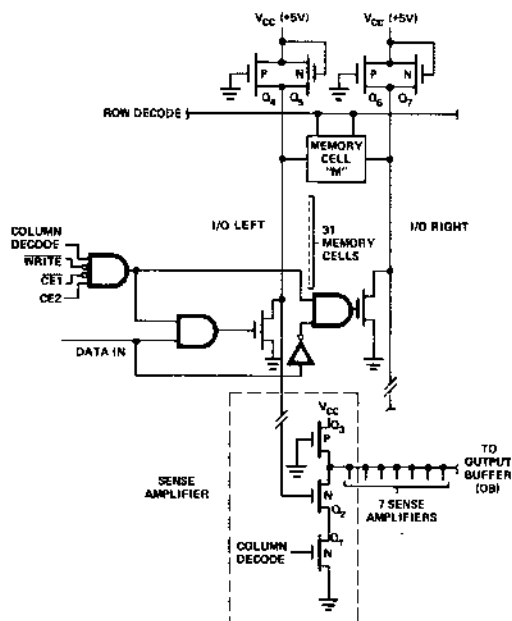 VCC (+5V)
VCC (+5V)
P
N
P
N
Q4
Q5
Q6
Q7
ROW DECODE
MEMORY
CELL
"M"
I/O LEFT
31
MEMORY
CELLS
I/O RIGHT
COLUMN
DECODE
WRITE
CE1
CE2
DATA IN
VCC
Q3
P
SENSE
AMPLIFIER
N
Q2
TO
OUTPUT
BUFFER
(OB)
7 SENSE
AMPLIFIERS
Q1
COLUMN
DECODE
N